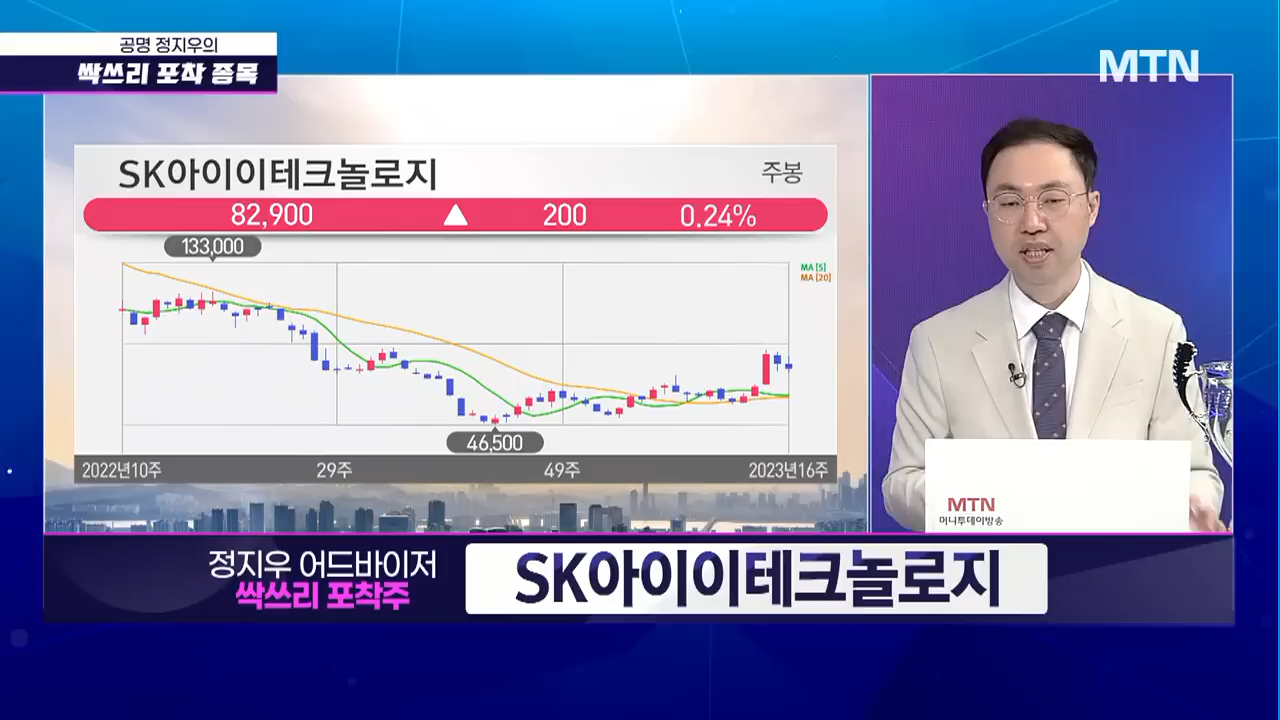 공명 정지우의
싹쓰리 포착 종목
MTN
SK아이이테크놀로지
주봉
82,900 ▲ 200 0.24%
133,000
MA [5]
MA [20]
46,500
2022년10주 29주 49주 2023년16주
MTN
머니투데이방송
정지우 어드바이저
싹쓰리 포착주
SK아이이테크놀로지